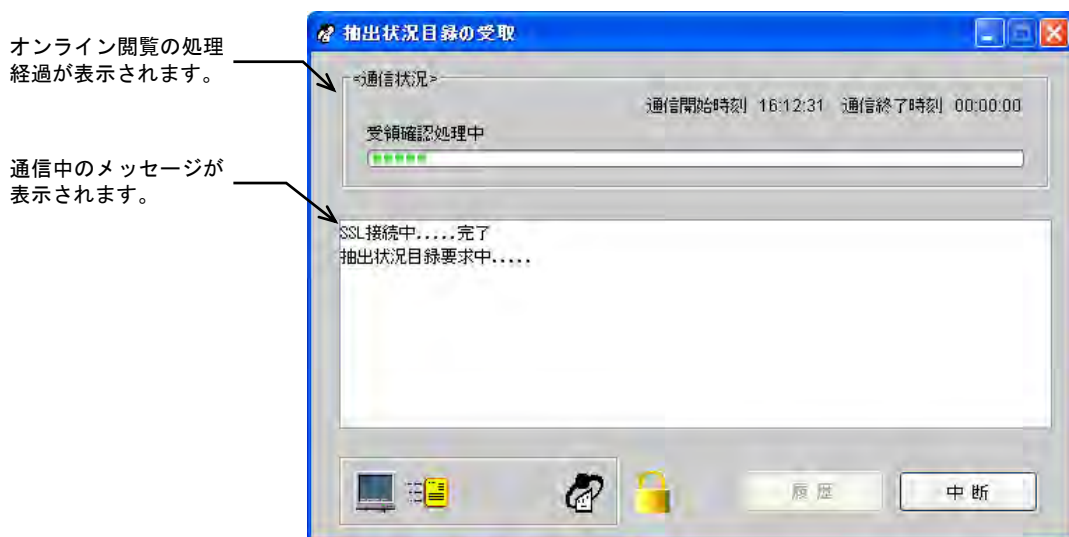 オンライン閲覧の処理
経過が表示されます。
通信中のメッセージが
表示されます。
抽出状況目録の受取
<通信状況>
通信開始時刻 16:12:31 通信終了時刻 00:00:00
受領確認処理中
SSL接続中.....完了
抽出状況目録要求中.....
履歴
中断